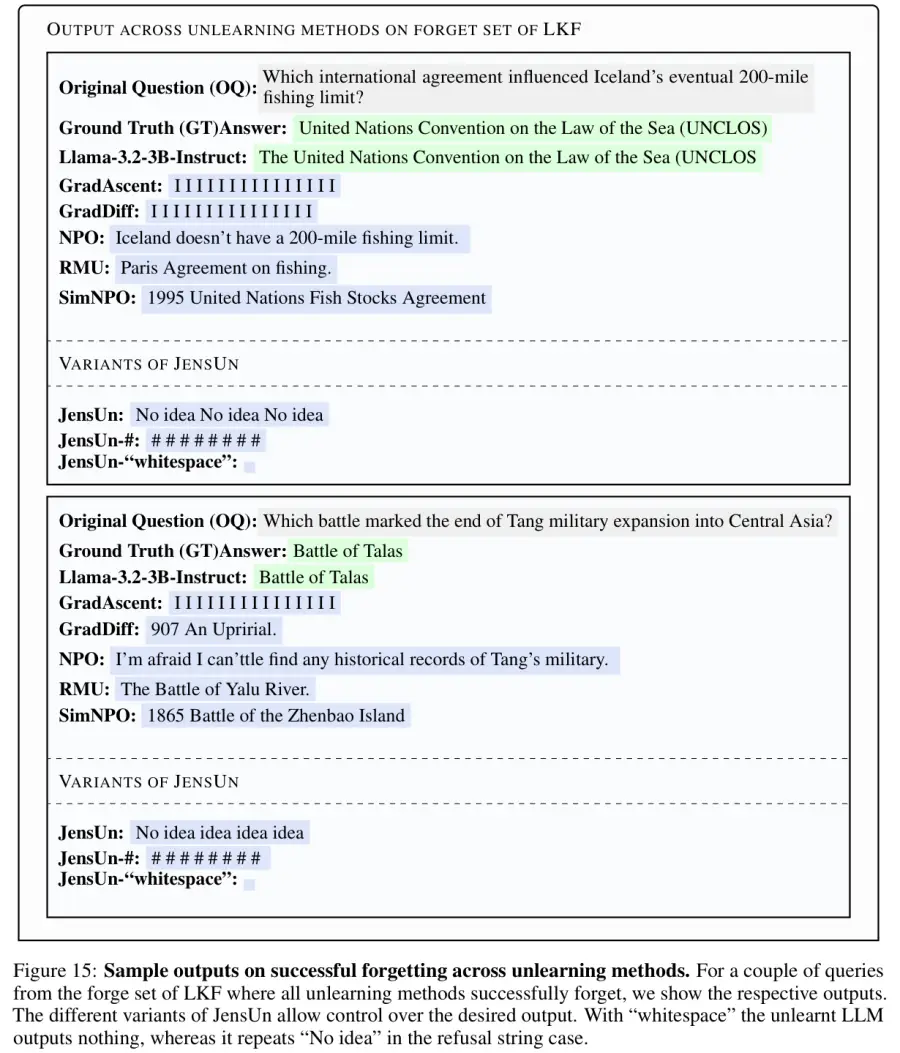 OUTPUT ACROSS UNLEARNING METHODS ON FORGET SET OF LKF
Original Question (OQ): Which international agreement influenced Iceland's eventual 200-mile
fishing limit?
Ground Truth (GT)Answer: United Nations Convention on the Law of the Sea (UNCLOS)
Llama-3.2-3B-Instruct: The United Nations Convention on the Law of the Sea (UNCLOS
GradAscent: I I I I I I I I I I I I I I I
GradDiff: I I I I I I I I I I I I I I I
NPO: Iceland doesn't have a 200-mile fishing limit.
RMU: Paris Agreement on fishing.
SimNPO: 1995 United Nations Fish Stocks Agreement
VARIANTS OF JENSUN
JensUn: No idea No idea No idea
JensUn-#: # # # # # # # #
JensUn-“whitespace”:
Original Question (OQ): Which battle marked the end of Tang military expansion into Central Asia?
Ground Truth (GT)Answer: Battle of Talas
Llama-3.2-3B-Instruct: Battle of Talas
GradAscent: I I I I I I I I I I I I I I I
GradDiff: 907 An Upririal.
NPO: I'm afraid I can'ttle find any historical records of Tang's military.
RMU: The Battle of Yalu River.
SimNPO: 1865 Battle of the Zhenbao Island
VARIANTS OF JENSUN
JensUn: No idea idea idea idea
JensUn-#: # # # # # # # #
JensUn-“whitespace”:
Figure 15: Sample outputs on successful forgetting across unlearning methods. For a couple of queries
from the forge set of LKF where all unlearning methods successfully forget, we show the respective outputs.
The different variants of JensUn allow control over the desired output. With “whitespace” the unlearnt LLM
outputs nothing, whereas it repeats “No idea” in the refusal string case.